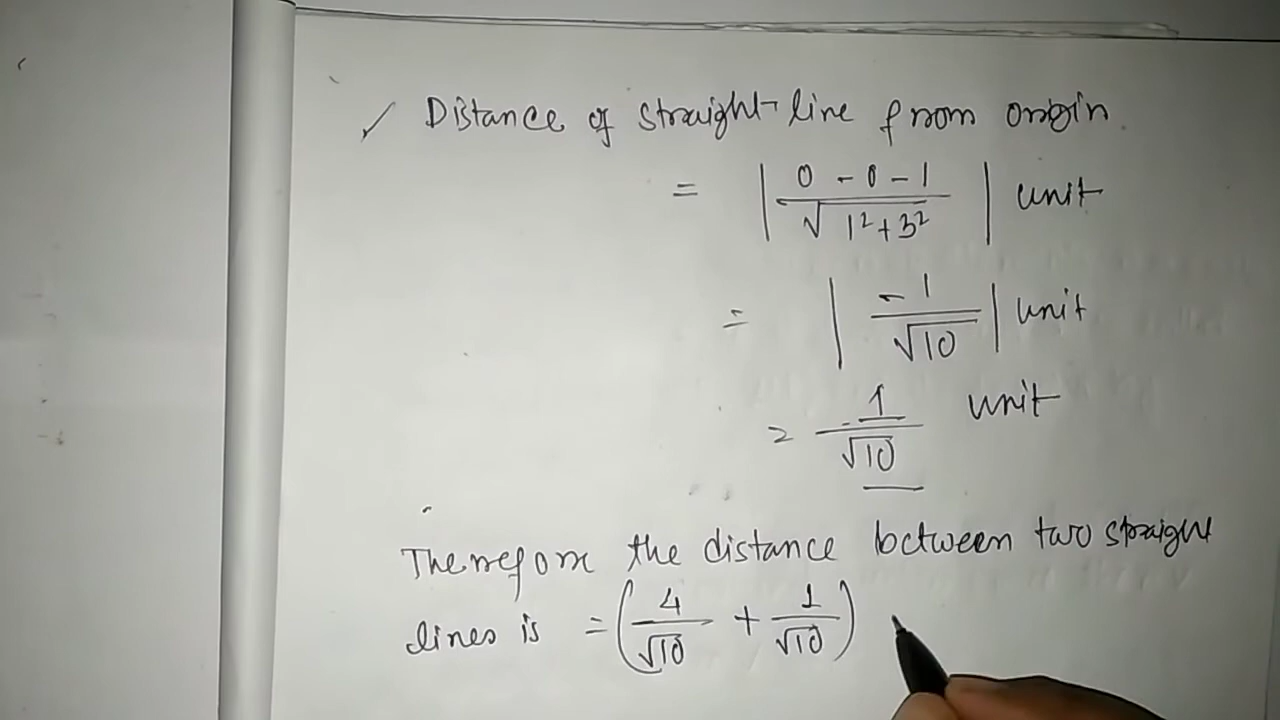 ✓ Distance of straight line from origin
= | 0 - 0 - 1 / √1²+3² | unit
= | -1 / √10 | unit
= 1 / √10 unit
Therefore the distance between two straight
lines is = ( 4 / √10 + 1 / √10 )